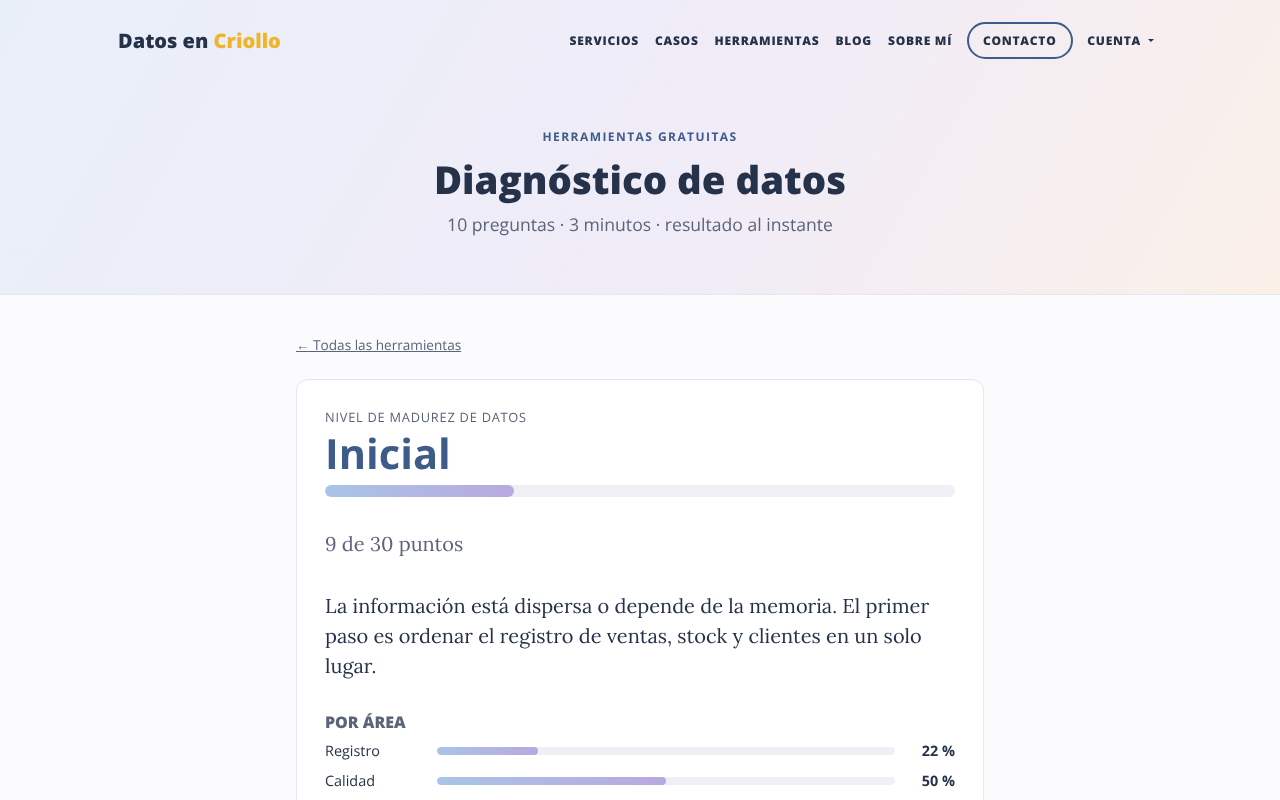 Datos en Criollo
SERVICIOS CASOS HERRAMIENTAS BLOG SOBRE MÍ CONTACTO CUENTA
HERRAMIENTAS GRATUITAS
Diagnóstico de datos
10 preguntas · 3 minutos · resultado al instante
← Todas las herramientas
NIVEL DE MADUREZ DE DATOS
Inicial
9 de 30 puntos
La información está dispersa o depende de la memoria. El primer
paso es ordenar el registro de ventas, stock y clientes en un solo
lugar.
POR ÁREA
Registro 22 %
Calidad 50 %